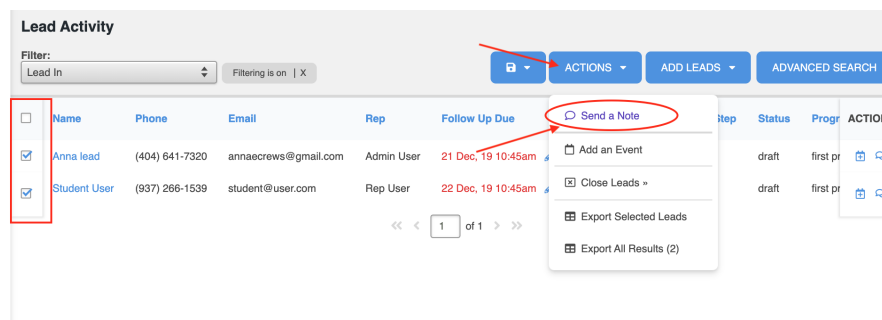 Lead Activity
Filter:
Lead In
Filtering is on | X
ACTIONS
ADD LEADS
ADVANCED SEARCH
Name Phone Email Rep Follow Up Due Step Status Progr ACTIO
Anna lead (404) 641-7320 annaecrews@gmail.com Admin User 21 Dec, 19 10:45am draft first pr
Student User (937) 266-1539 student@user.com Rep User 22 Dec, 19 10:45am draft first pr
Send a Note
Add an Event
Close Leads »
Export Selected Leads
Export All Results (2)
1 of 1